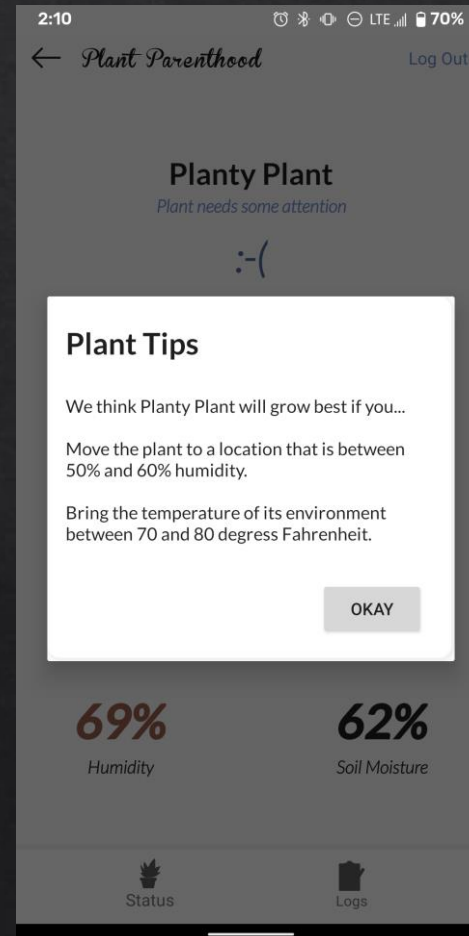 2:10 LTE 70%
Plant Parenthood Log Out
Planty Plant
Plant needs some attention
:-(
Plant Tips
We think Planty Plant will grow best if you...
Move the plant to a location that is between
50% and 60% humidity.
Bring the temperature of its environment
between 70 and 80 degress Fahrenheit.
OKAY
69% 62%
Humidity Soil Moisture
Status Logs